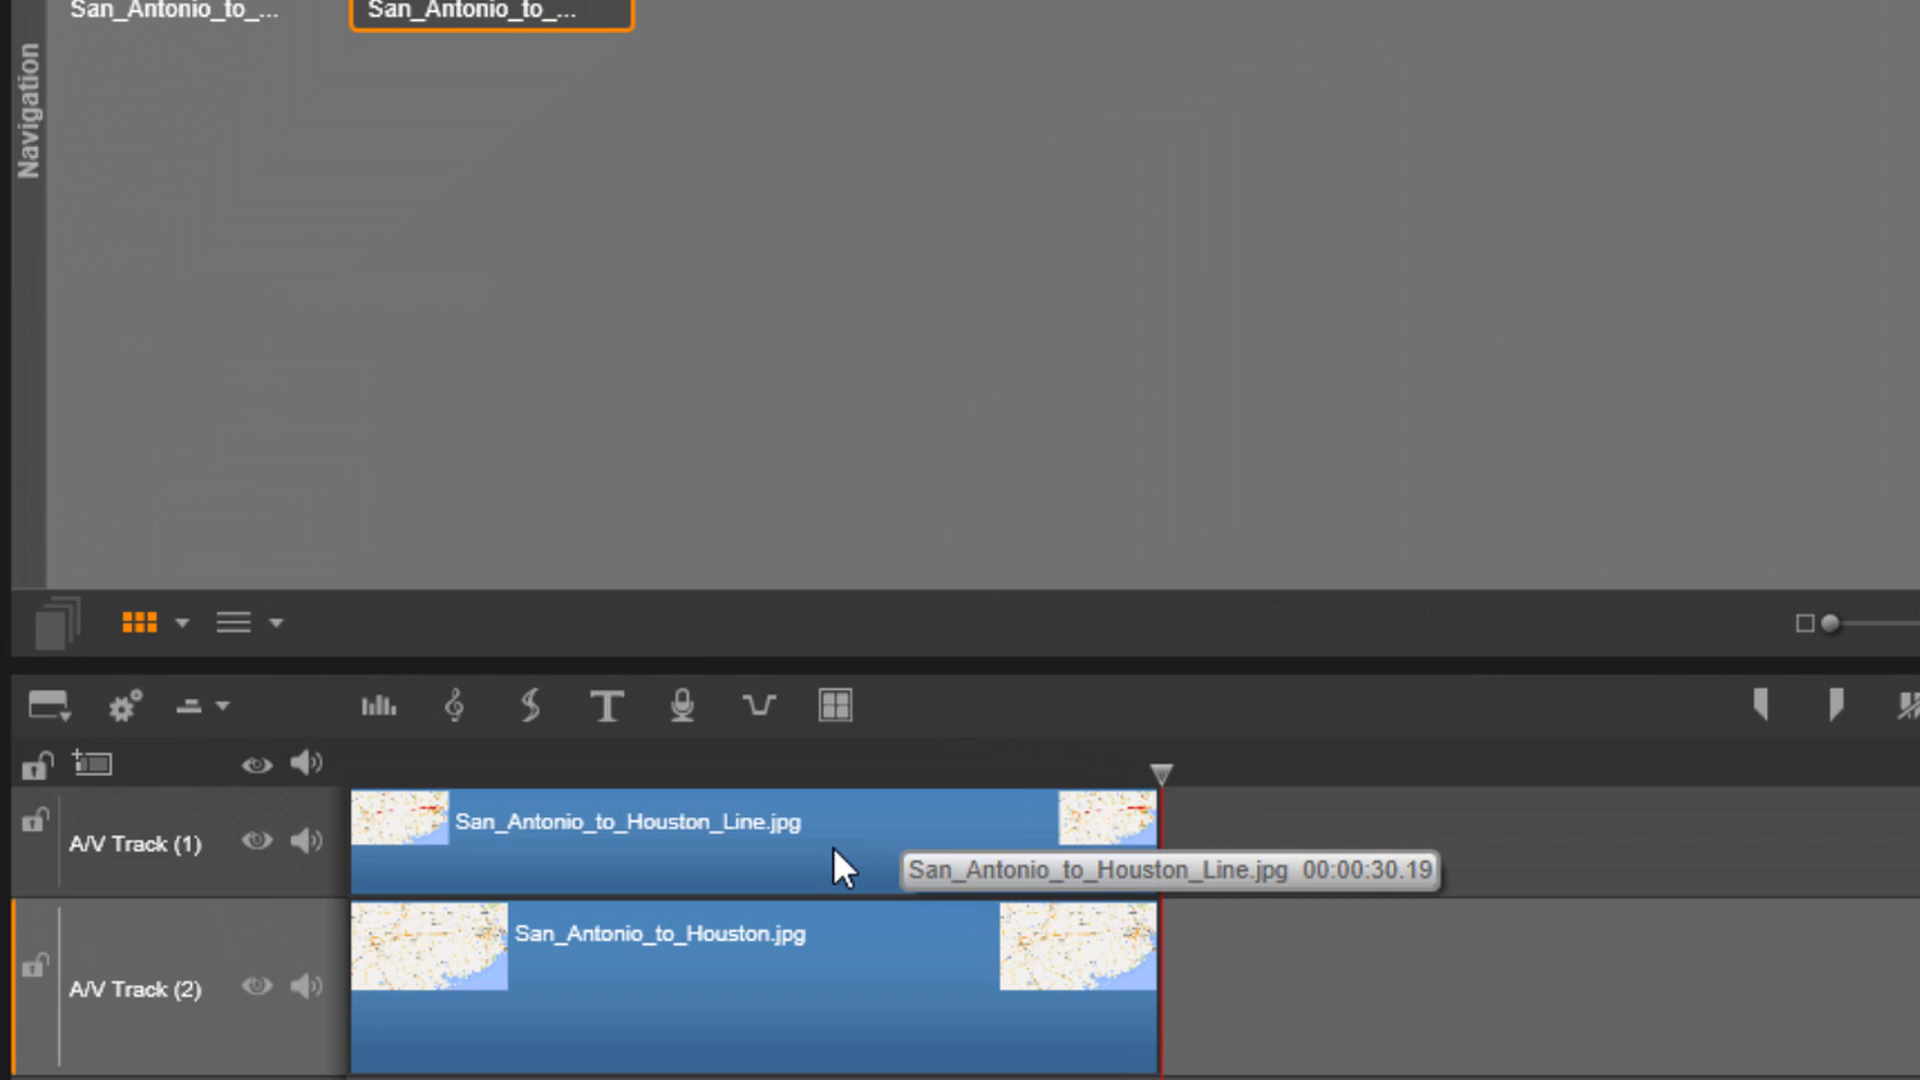 San_Antonio_to_...
San_Antonio_to_...
Navigation
A/V Track (1)
San_Antonio_to_Houston_Line.jpg
San_Antonio_to_Houston_Line.jpg 00:00:30.19
A/V Track (2)
San_Antonio_to_Houston.jpg